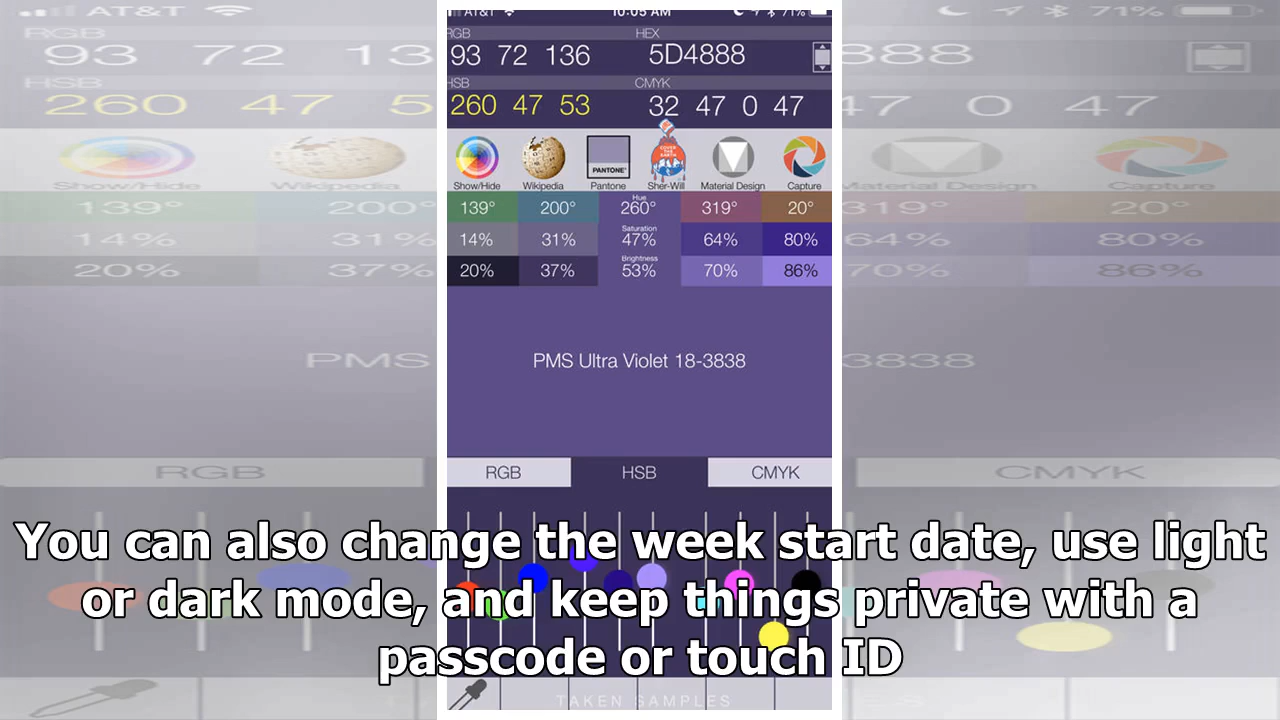 AT&T 10:05 AM 71%
RGB HEX
93 72 136 5D4888
HSB CMYK
260 47 53 32 47 0 47
COVER THE EARTH
PANTONE
Show/Hide Wikipedia Pantone Sher-Will Material Design Capture
Hue
139° 200° 260° 319° 20°
Saturation
14% 31% 47% 64% 80%
Brightness
20% 37% 53% 70% 86%
PMS Ultra Violet 18-3838
RGB HSB CMYK
You can also change the week start date, use light
or dark mode, and keep things private with a
passcode or touch ID
TAKEN SAMPLES